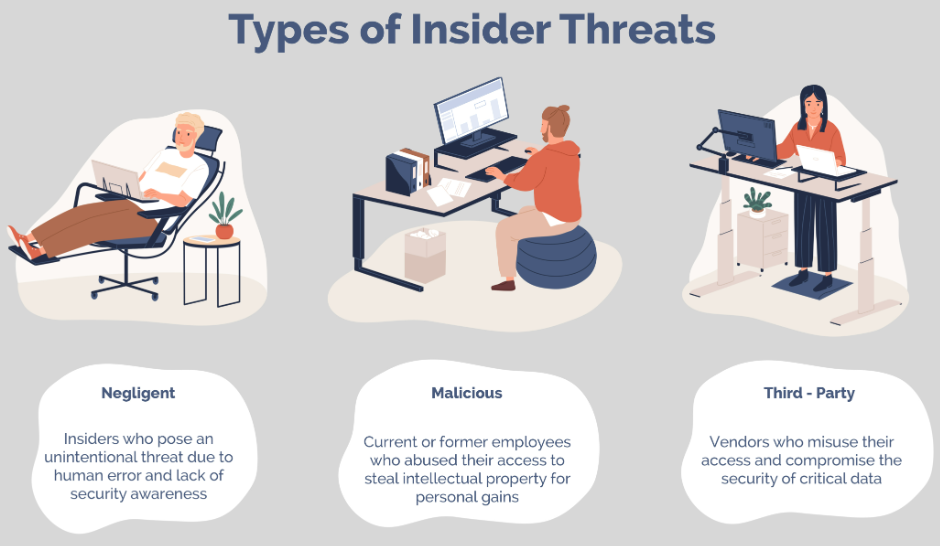 Types of Insider Threats
Negligent
Insiders who pose an
unintentional threat due to
human error and lack of
security awareness
Malicious
Current or former employees
who abused their access to
steal intellectual property for
personal gains
Third - Party
Vendors who misuse their
access and compromise the
security of critical data